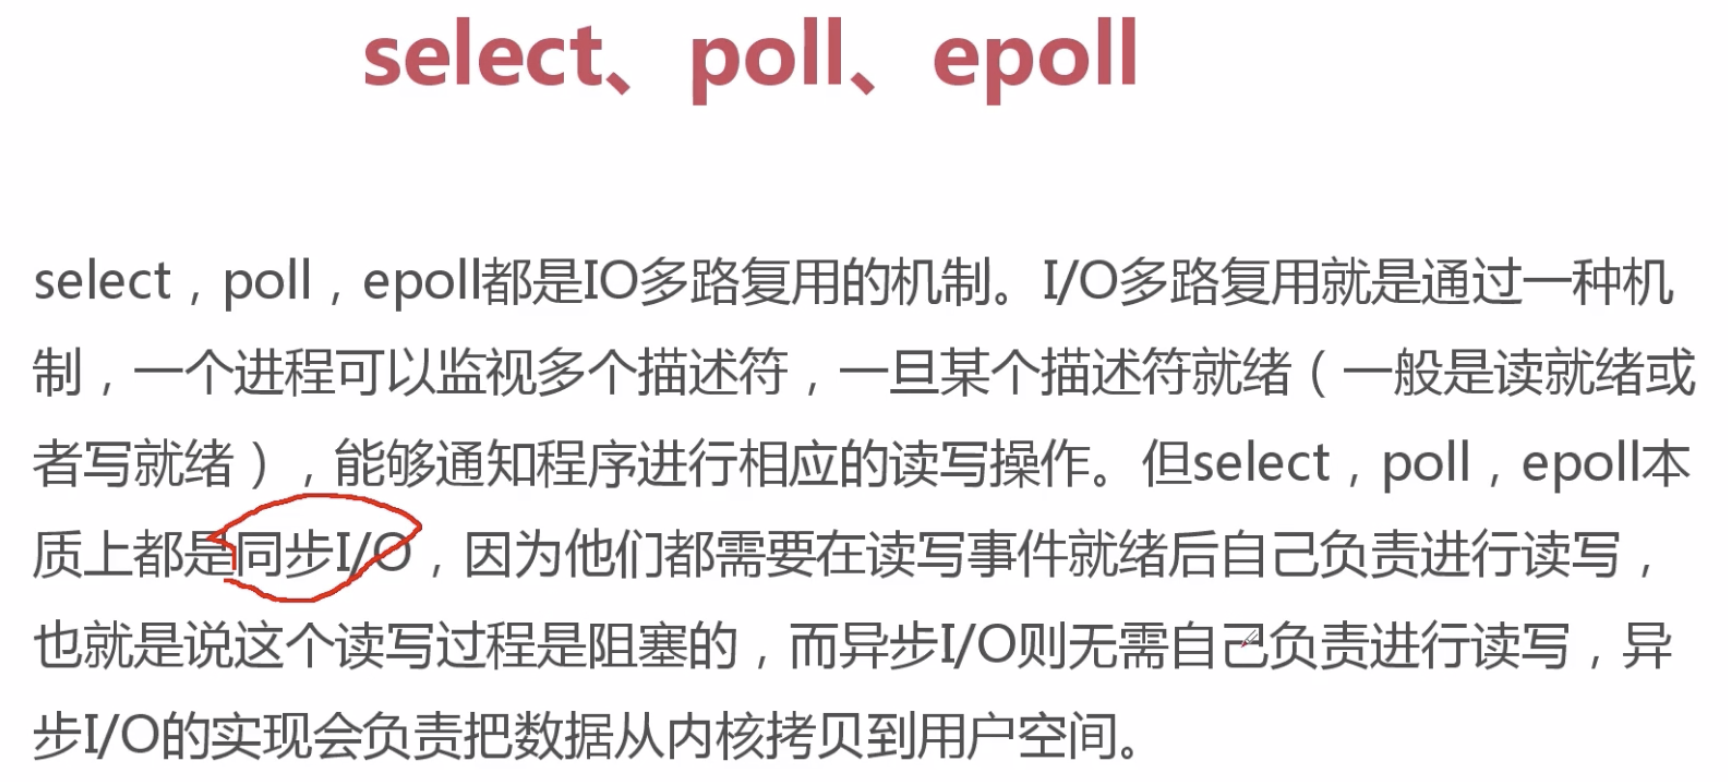 select、poll、epoll
select，poll，epoll都是IO多路复用的机制。I/O多路复用就是通过一种机
制，一个进程可以监视多个描述符，一旦某个描述符就绪（一般是读就绪或
者写就绪），能够通知程序进行相应的读写操作。但select，poll，epoll本
质上都是同步I/O，因为他们都需要在读写事件就绪后自己负责进行读写，
也就是说这个读写过程是阻塞的，而异步I/O则无需自己负责进行读写，异
步I/O的实现会负责把数据从内核拷贝到用户空间。